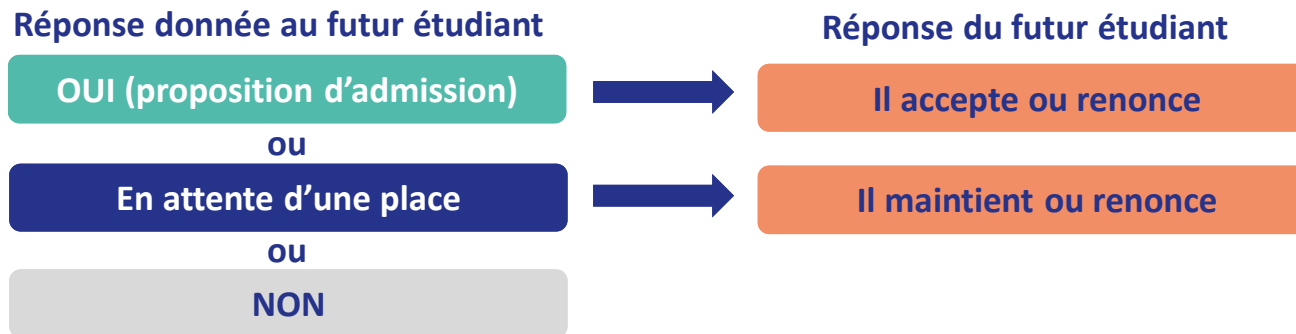 Réponse donnée au futur étudiant
Réponse du futur étudiant
OUI (proposition d’admission)
Il accepte ou renonce
ou
En attente d’une place
Il maintient ou renonce
ou
NON